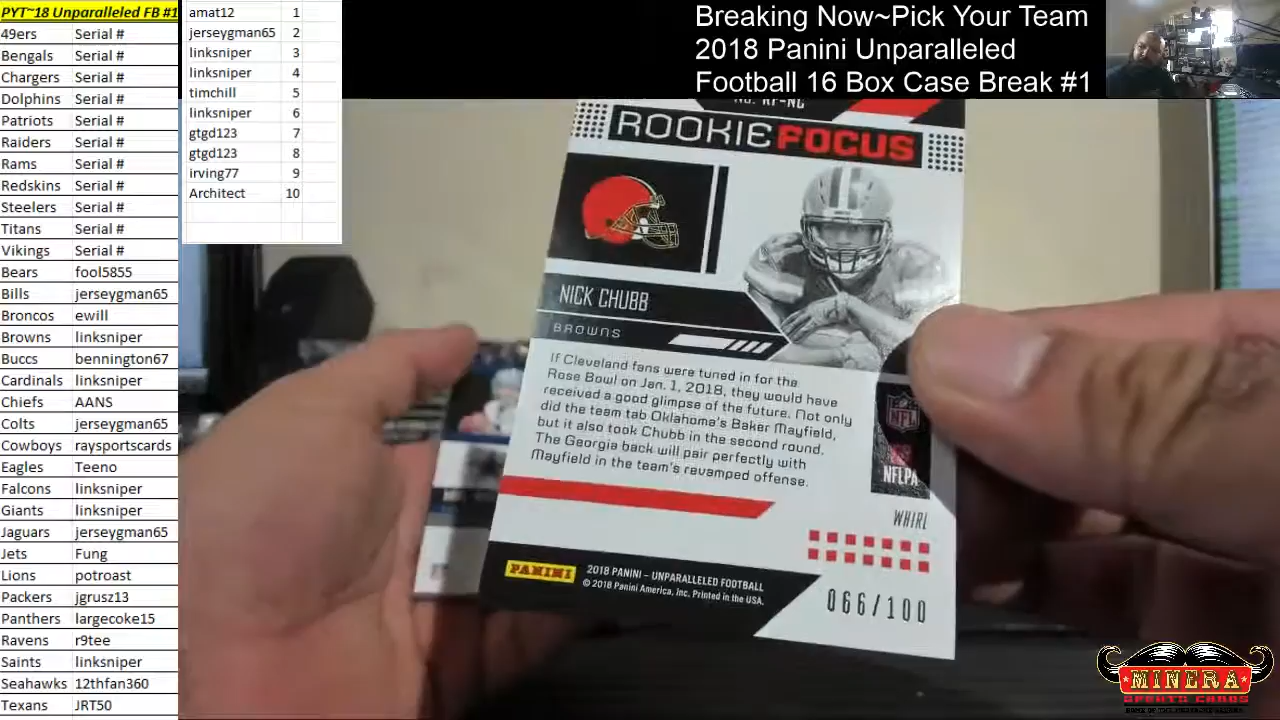 PYT~18 Unparalleled FB #1
49ers Serial #
Bengals Serial #
Chargers Serial #
Dolphins Serial #
Patriots Serial #
Raiders Serial #
Rams Serial #
Redskins Serial #
Steelers Serial #
Titans Serial #
Vikings Serial #
Bears fool5855
Bills jerseygman65
Broncos ewill
Browns linksniper
Buccs bennington67
Cardinals linksniper
Chiefs AANS
Colts jerseygman65
Cowboys raysportscards
Eagles Teeno
Falcons linksniper
Giants linksniper
Jaguars jerseygman65
Jets Fung
Lions potroast
Packers jgrusz13
Panthers largecoke15
Ravens r9tee
Saints linksniper
Seahawks 12thfan360
Texans JRT50
amat12 1
jerseygman65 2
linksniper 3
linksniper 4
timchill 5
linksniper 6
gtgd123 7
gtgd123 8
irving77 9
Architect 10
Breaking Now~Pick Your Team
2018 Panini Unparalleled
Football 16 Box Case Break #1
NO. RF-NC
ROOKIE FOCUS
NICK CHUBB
BROWNS
If Cleveland fans were tuned in for the
Rose Bowl on Jan. 1, 2018, they would have
received a good glimpse of the future. Not only
did the team tab Oklahoma's Baker Mayfield,
but it also took Chubb in the second round.
The Georgia back will pair perfectly with
Mayfield in the team's revamped offense.
NFL
NFLPA
WHIRL
PANINI
2018 PANINI - UNPARALLELED FOOTBALL
© 2018 Panini America, Inc. Printed in the USA.
066/100
MINERA
SPORTS CARDS